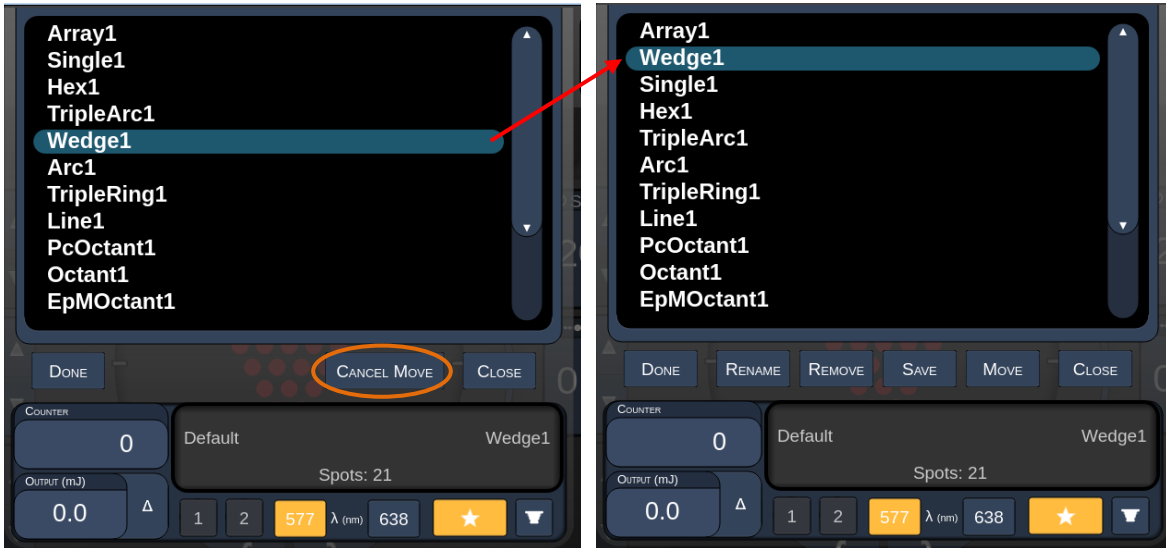 Array1
Single1
Hex1
TripleArc1
Wedge1
Arc1
TripleRing1
Line1
PcOctant1
Octant1
EpMOctant1
DONE
CANCEL MOVE
CLOSE
COUNTER
0
Default
Wedge1
Spots: 21
OUTPUT (mJ)
0.0
Δ
1
2
577
λ (nm)
638
Array1
Wedge1
Single1
Hex1
TripleArc1
Arc1
TripleRing1
Line1
PcOctant1
Octant1
EpMOctant1
DONE
RENAME
REMOVE
SAVE
MOVE
CLOSE
COUNTER
0
Default
Wedge1
Spots: 21
OUTPUT (mJ)
0.0
Δ
1
2
577
λ (nm)
638